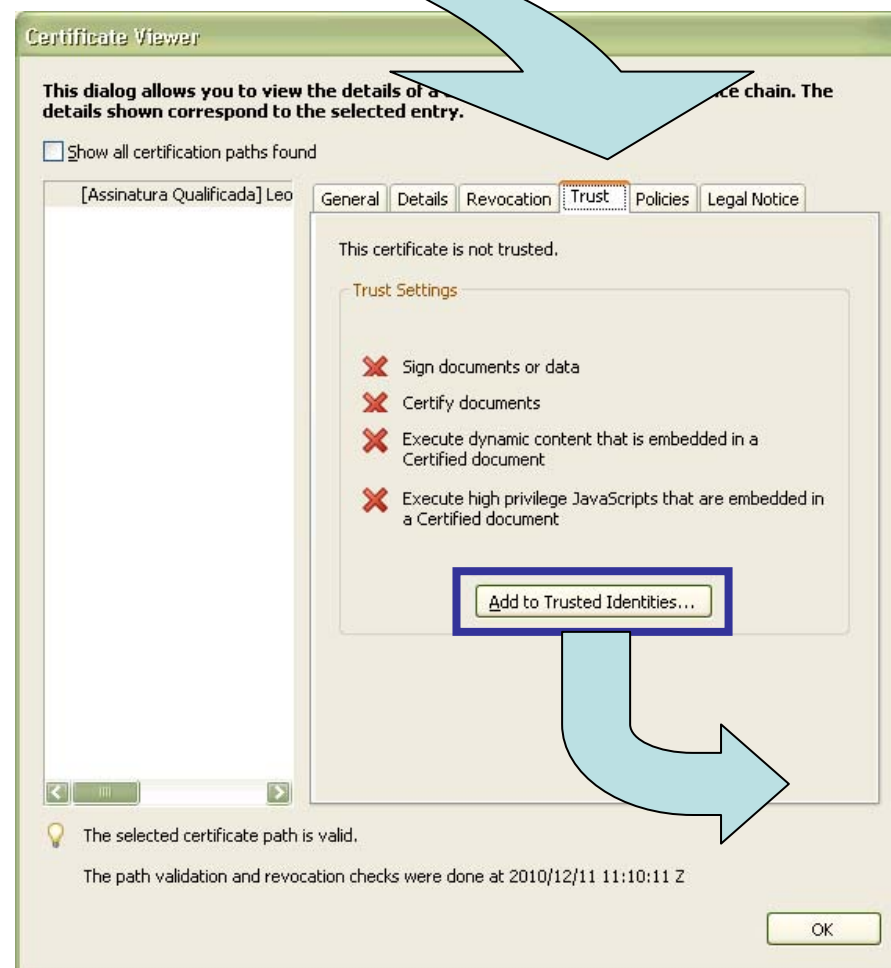 Certificate Viewer
This dialog allows you to view the details of a ce chain. The
details shown correspond to the selected entry.
Show all certification paths found
[Assinatura Qualificada] Leo
General Details Revocation Trust Policies Legal Notice
This certificate is not trusted.
Trust Settings
Sign documents or data
Certify documents
Execute dynamic content that is embedded in a
Certified document
Execute high privilege JavaScripts that are embedded in
a Certified document
Add to Trusted Identities...
The selected certificate path is valid.
The path validation and revocation checks were done at 2010/12/11 11:10:11 Z
OK